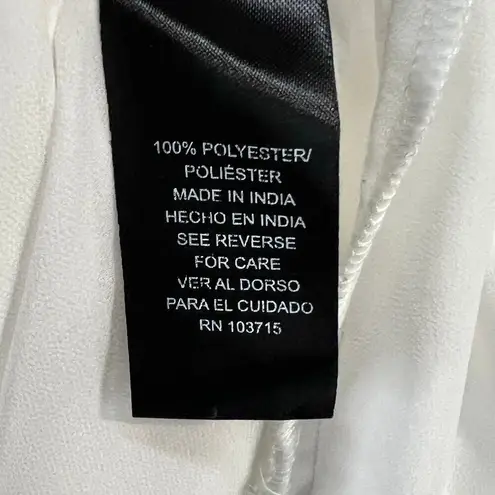 100% POLYESTER/
POLIÉSTER
MADE IN INDIA
HECHO EN INDIA
SEE REVERSE
FOR CARE
VER AL DORSO
PARA EL CUIDADO
RN 103715